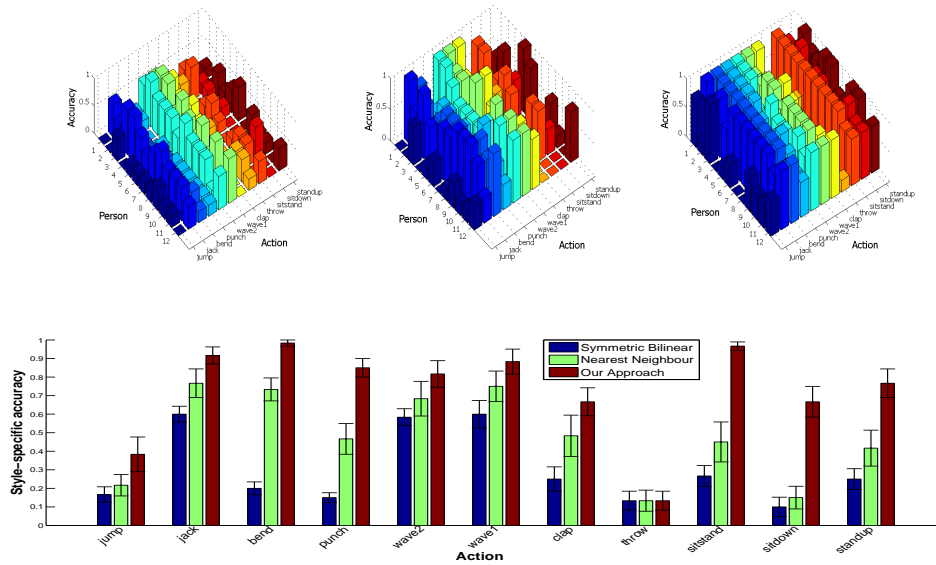 Accuracy
1
0.5
0
1
2
3
4
5
6
7
8
9
10
11
12
Person
jump
jack
bend
punch
wave2
wave1
clap
throw
sitstand
sitdown
standup
Action
Accuracy
1
0.5
0
1
2
3
4
5
6
7
8
9
10
11
12
Person
jump
jack
bend
punch
wave2
wave1
clap
throw
sitstand
sitdown
standup
Action
Accuracy
1
0.5
0
1
2
3
4
5
6
7
8
9
10
11
12
Person
jump
jack
bend
punch
wave2
wave1
clap
throw
sitstand
sitdown
standup
Action
Style-specific accuracy
1
0.9
0.8
0.7
0.6
0.5
0.4
0.3
0.2
0.1
0
Symmetric Bilinear
Nearest Neighbour
Our Approach
jump jack bend punch wave2 wave1 clap throw sitstand sitdown standup
Action